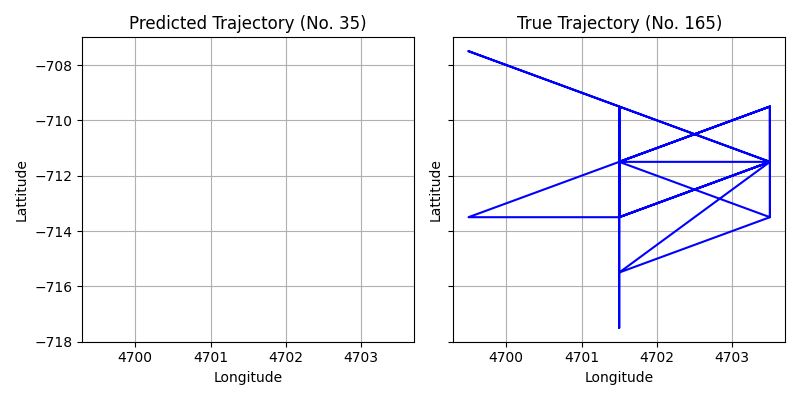 Predicted Trajectory (No. 35)
−708
−710
−712
−714
−716
−718
Lattitude
4700 4701 4702 4703
Longitude
True Trajectory (No. 165)
Lattitude
4700 4701 4702 4703
Longitude